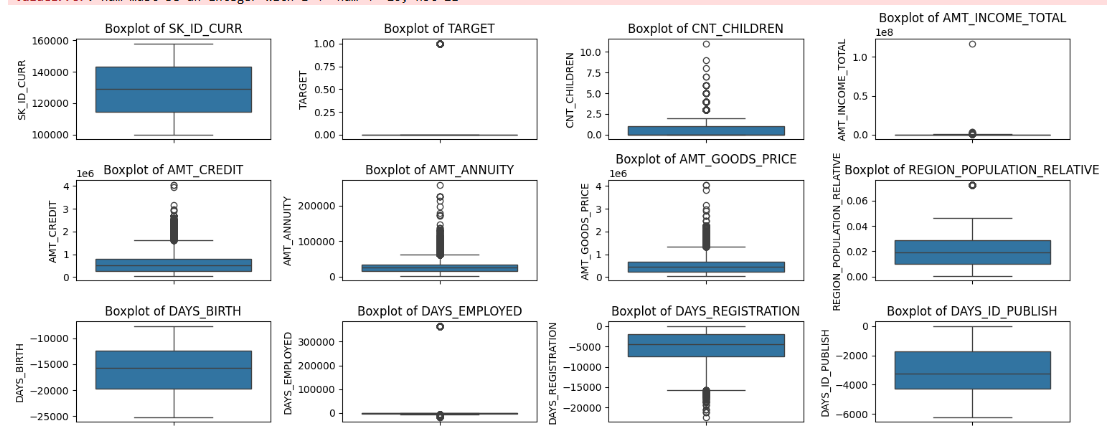 Boxplot of SK_ID_CURR
160000
140000
120000
100000
SK_ID_CURR
Boxplot of TARGET
1.00
0.75
0.50
0.25
0.00
TARGET
Boxplot of CNT_CHILDREN
10.0
7.5
5.0
2.5
0.0
CNT_CHILDREN
Boxplot of AMT_INCOME_TOTAL
1e8
1.0
0.5
0.0
AMT_INCOME_TOTAL
Boxplot of AMT_CREDIT
1e6
4
3
2
1
0
AMT_CREDIT
Boxplot of AMT_ANNUITY
200000
100000
0
AMT_ANNUITY
Boxplot of AMT_GOODS_PRICE
1e6
4
3
2
1
0
AMT_GOODS_PRICE
Boxplot of REGION_POPULATION_RELATIVE
0.06
0.04
0.02
0.00
REGION_POPULATION_RELATIVE
Boxplot of DAYS_BIRTH
−10000
−15000
−20000
−25000
DAYS_BIRTH
Boxplot of DAYS_EMPLOYED
300000
200000
100000
0
DAYS_EMPLOYED
Boxplot of DAYS_REGISTRATION
0
−5000
−10000
−15000
−20000
DAYS_REGISTRATION
Boxplot of DAYS_ID_PUBLISH
0
−2000
−4000
−6000
DAYS_ID_PUBLISH